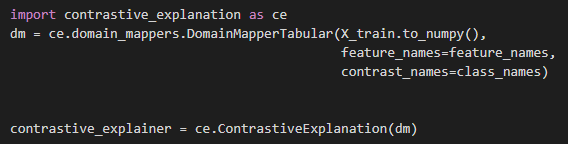 import contrastive_explanation as ce
dm = ce.domain_mappers.DomainMapperTabular(X_train.to_numpy(),
                                           feature_names=feature_names,
                                           contrast_names=class_names)
contrastive_explainer = ce.ContrastiveExplanation(dm)